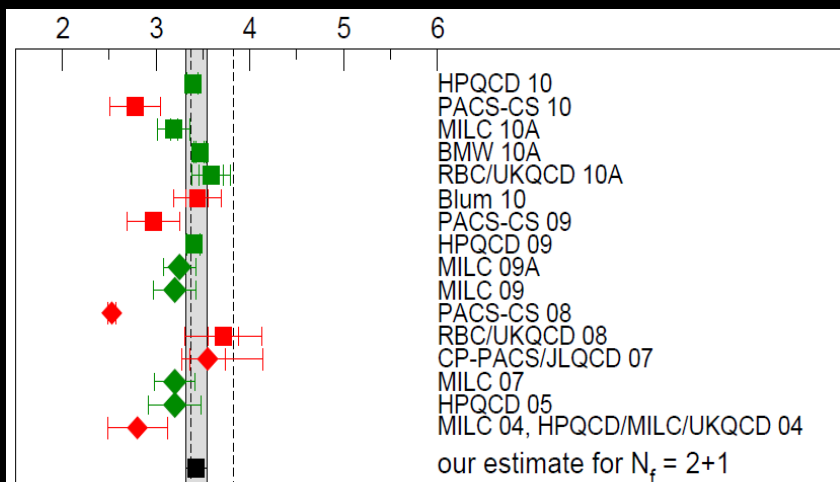 2 3 4 5 6
HPQCD 10
PACS-CS 10
MILC 10A
BMW 10A
RBC/UKQCD 10A
Blum 10
PACS-CS 09
HPQCD 09
MILC 09A
MILC 09
PACS-CS 08
RBC/UKQCD 08
CP-PACS/JLQCD 07
MILC 07
HPQCD 05
MILC 04, HPQCD/MILC/UKQCD 04
our estimate for N_f = 2+1